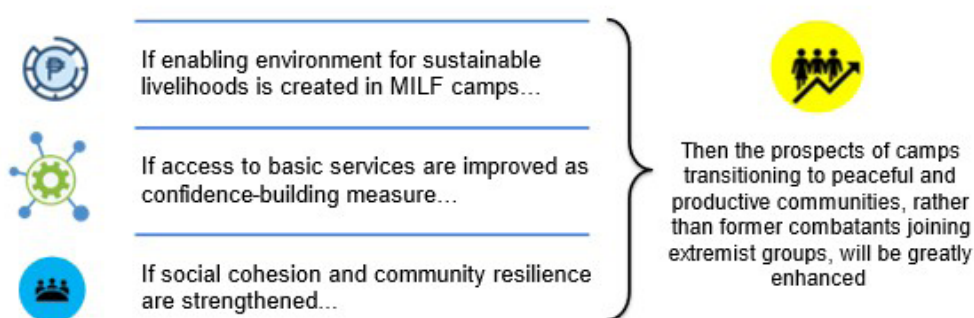 If enabling environment for sustainable
livelihoods is created in MILF camps...
If access to basic services are improved as
confidence-building measure...
If social cohesion and community resilience
are strengthened...
Then the prospects of camps
transitioning to peaceful and
productive communities, rather
than former combatants joining
extremist groups, will be greatly
enhanced